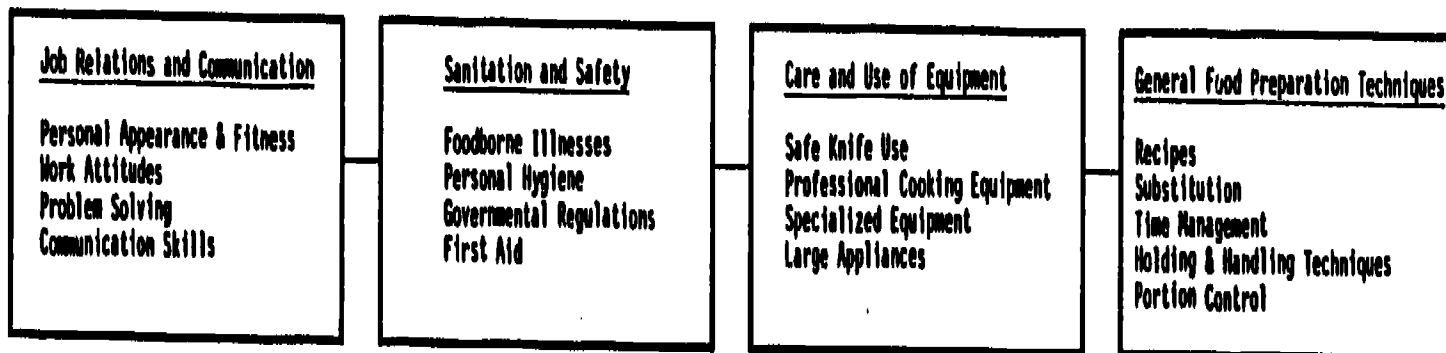 Job Relations and Communication
Personal Appearance & Fitness
Work Attitudes
Problem Solving
Communication Skills
Sanitation and Safety
Foodborne Illnesses
Personal Hygiene
Governmental Regulations
First Aid
Care and Use of Equipment
Safe Knife Use
Professional Cooking Equipment
Specialized Equipment
Large Appliances
General Food Preparation Techniques
Recipes
Substitution
Time Management
Holding & Handling Techniques
Portion Control